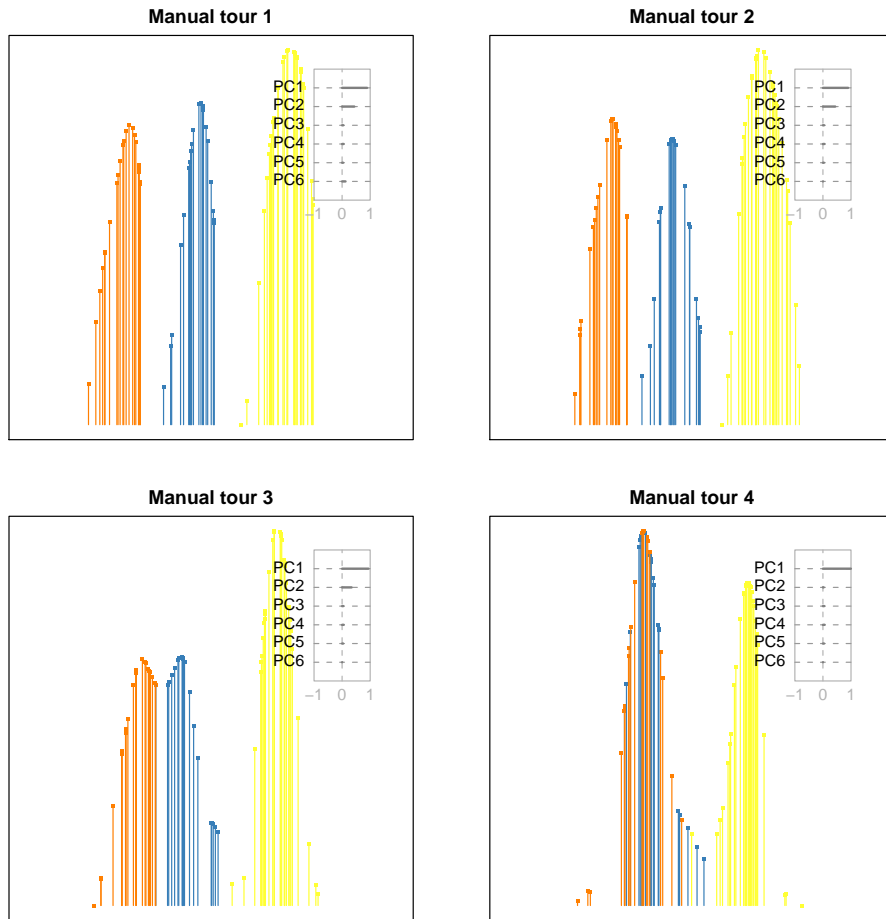 Manual tour 1
PC1
PC2
PC3
PC4
PC5
PC6
−1 0 1
Manual tour 2
PC1
PC2
PC3
PC4
PC5
PC6
−1 0 1
Manual tour 3
PC1
PC2
PC3
PC4
PC5
PC6
−1 0 1
Manual tour 4
PC1
PC2
PC3
PC4
PC5
PC6
−1 0 1